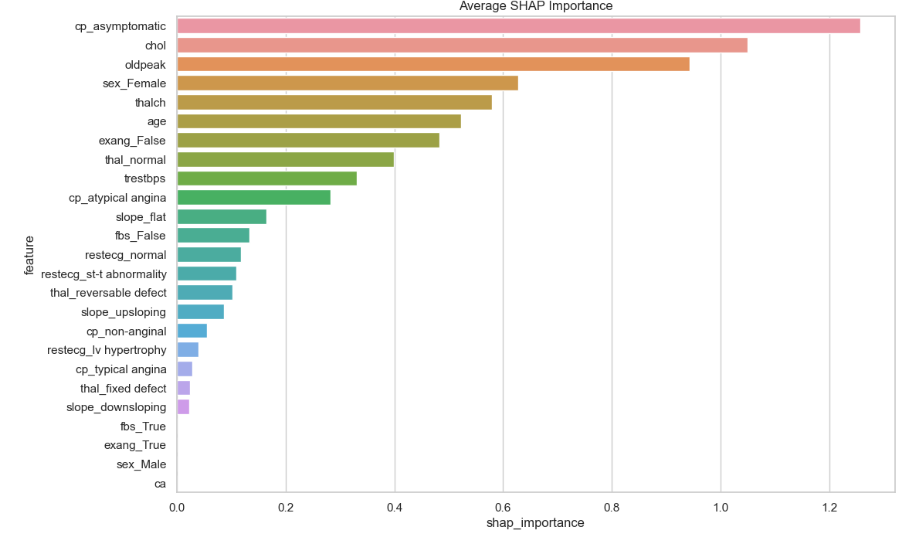 Average SHAP Importance
cp_asymptomatic
chol
oldpeak
sex_Female
thalch
age
exang_False
thal_normal
trestbps
cp_atypical angina
slope_flat
fbs_False
restecg_normal
restecg_st-t abnormality
thal_reversable defect
slope_upsloping
cp_non-anginal
restecg_lv hypertrophy
cp_typical angina
thal_fixed defect
slope_downsloping
fbs_True
exang_True
sex_Male
ca
feature
0.0 0.2 0.4 0.6 0.8 1.0 1.2
shap_importance